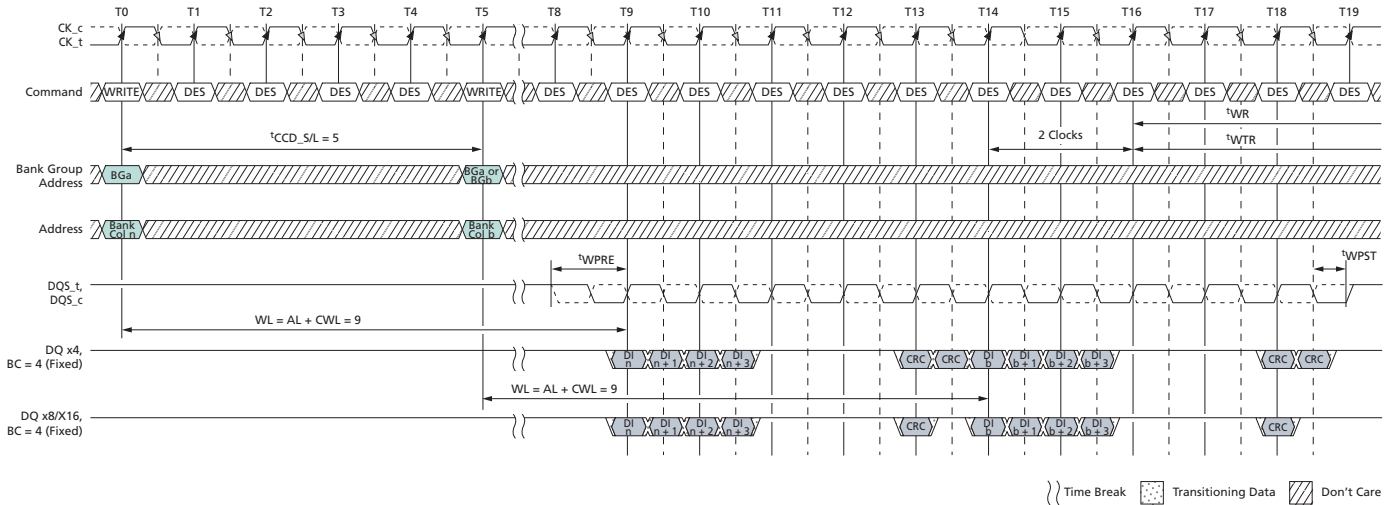 T0 T1 T2 T3 T4 T5 T8 T9 T10 T11 T12 T13 T14 T15 T16 T17 T18 T19
CK_c
CK_t
Command WRITE DES DES DES DES WRITE DES DES DES DES DES DES DES DES DES DES DES DES
tWR
tCCD_S/L = 5 2 Clocks tWTR
Bank Group
Address
BGa BGa or
BGb
Address Bank
Col n
Bank
Col b
tWPRE tWPST
DQS_t,
DQS_c
WL = AL + CWL = 9
DQ x4,
BC = 4 (Fixed)
DI
n
DI
n + 1
DI
n + 2
DI
n + 3
CRC CRC
DI
b
DI
b + 1
DI
b + 2
DI
b + 3
CRC CRC
WL = AL + CWL = 9
DQ x8/X16,
BC = 4 (Fixed)
DI
n
DI
n + 1
DI
n + 2
DI
n + 3
CRC
DI
b
DI
b + 1
DI
b + 2
DI
b + 3
CRC
Time Break Transitioning Data Don't Care